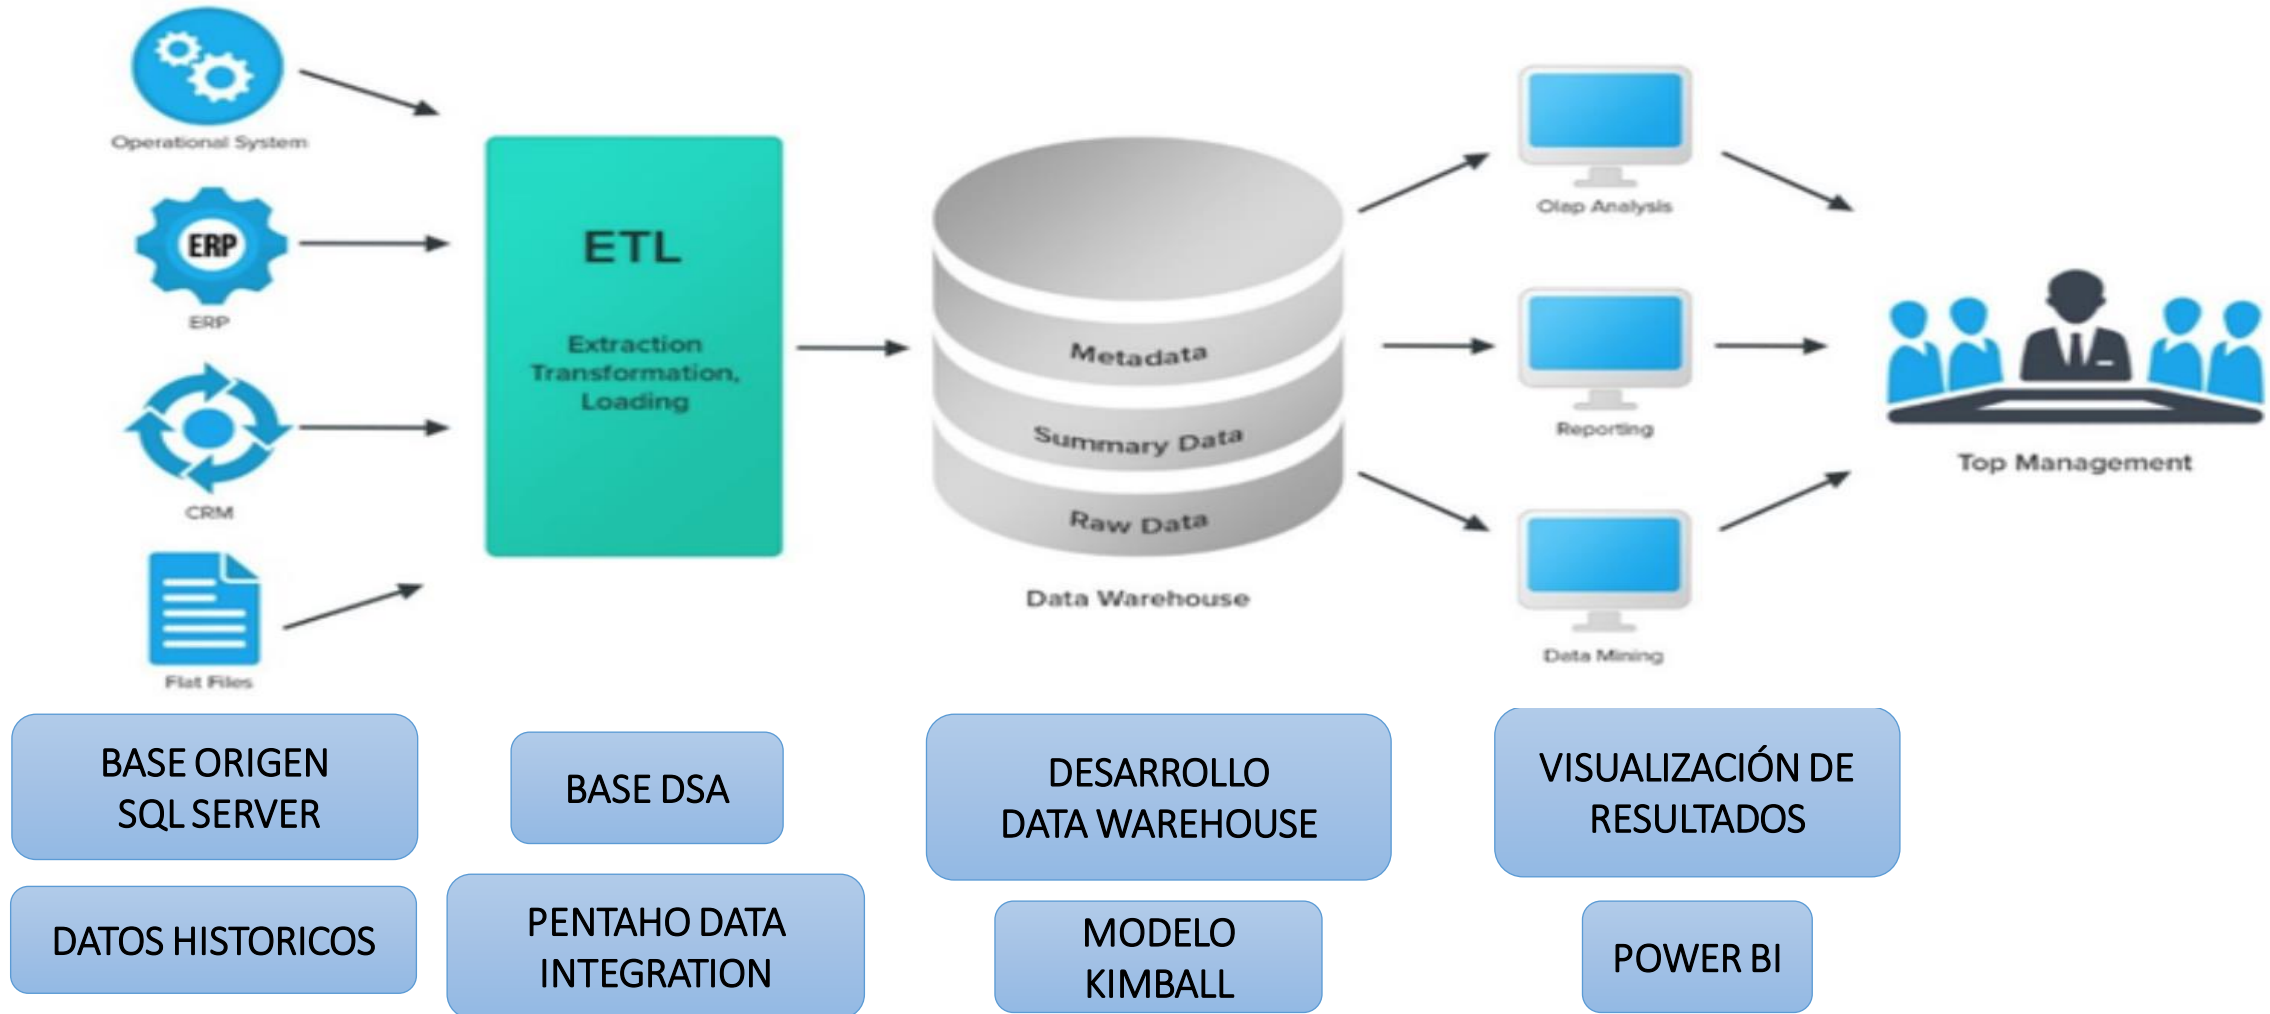 Operational System
ERP
ERP
CRM
Flat Files
ETL
Extraction
Transformation,
Loading
Metadata
Summary Data
Raw Data
Data Warehouse
Olap Analysis
Reporting
Data Mining
Top Management
BASE ORIGEN
SQL SERVER
DATOS HISTORICOS
BASE DSA
PENTAHO DATA
INTEGRATION
DESARROLLO
DATA WAREHOUSE
MODELO
KIMBALL
VISUALIZACIÓN DE
RESULTADOS
POWER BI